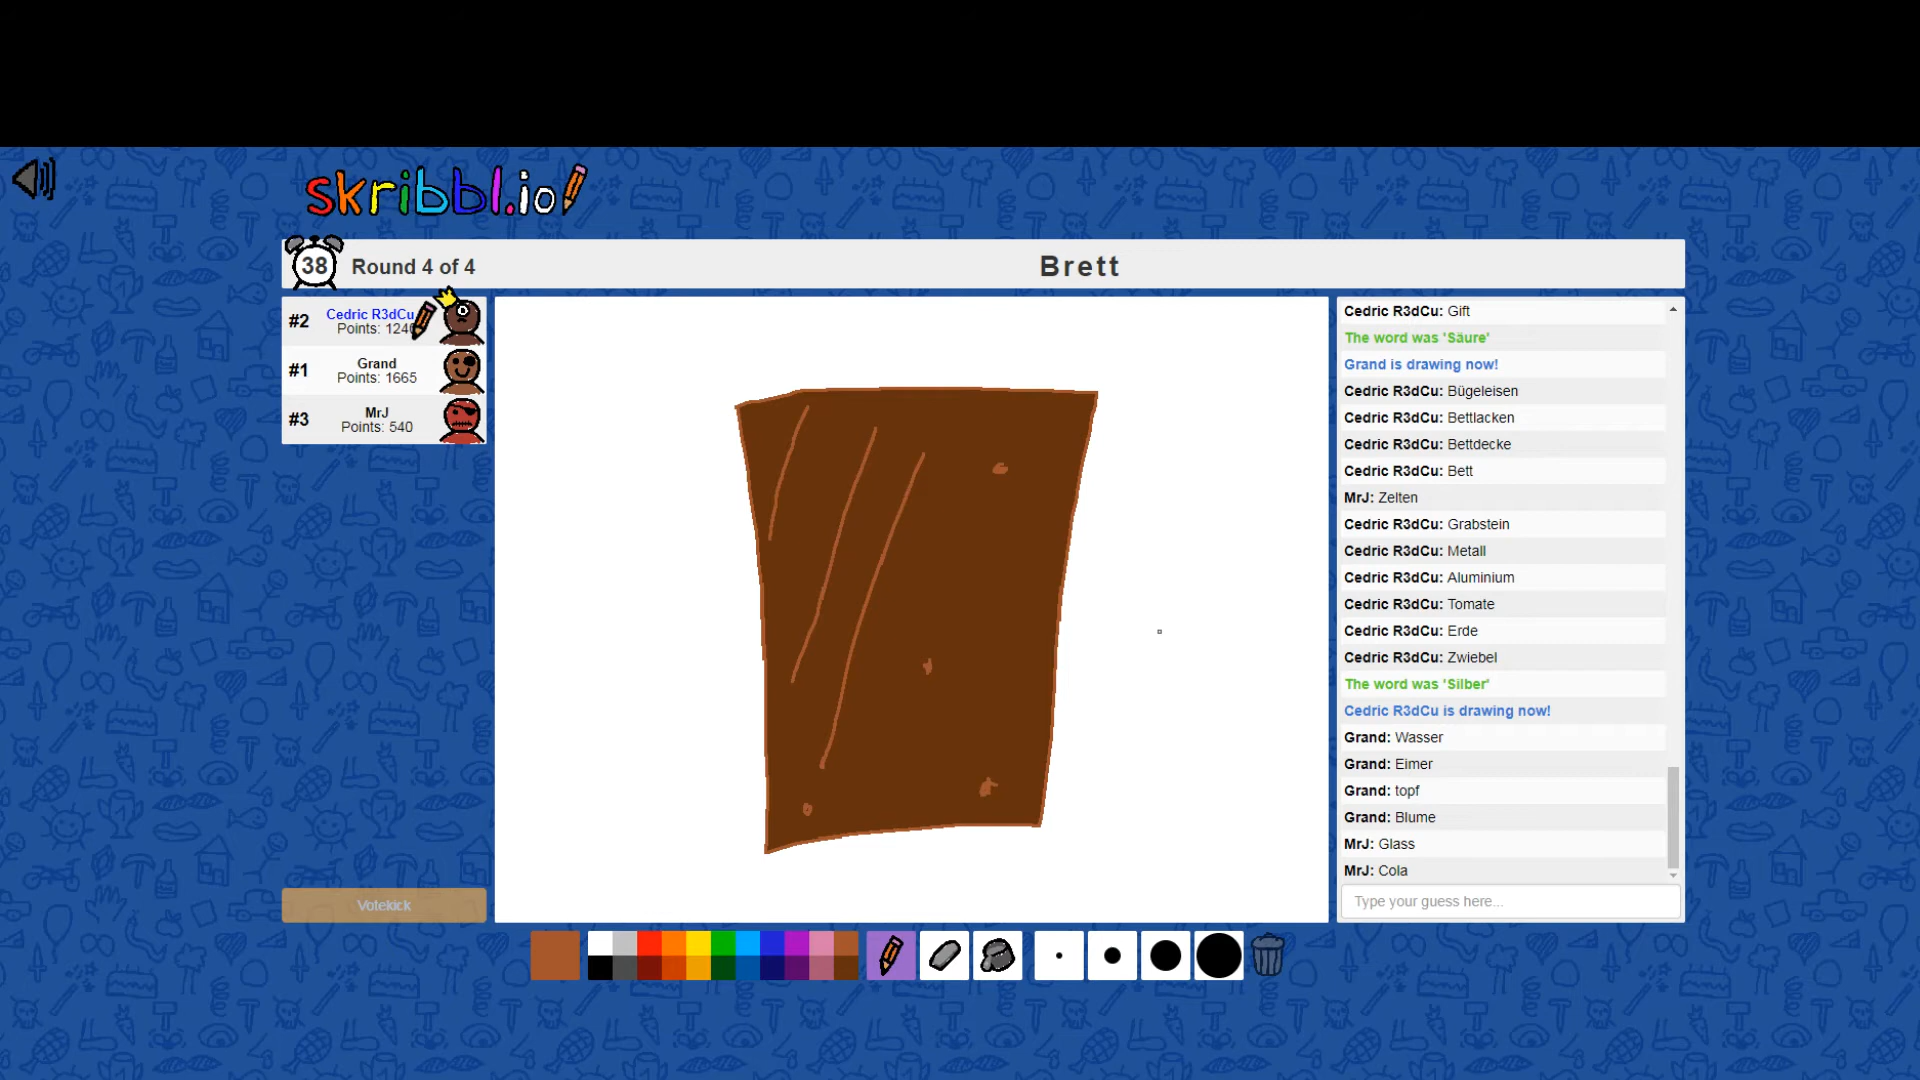 skribbl.io
38
Round 4 of 4
Brett
#2
Cedric R3dCu
Points: 1240
#1
Grand
Points: 1665
#3
MrJ
Points: 540
Votekick
Cedric R3dCu: Gift
The word was 'Säure'
Grand is drawing now!
Cedric R3dCu: Bügeleisen
Cedric R3dCu: Bettlacken
Cedric R3dCu: Bettdecke
Cedric R3dCu: Bett
MrJ: Zelten
Cedric R3dCu: Grabstein
Cedric R3dCu: Metall
Cedric R3dCu: Aluminium
Cedric R3dCu: Tomate
Cedric R3dCu: Erde
Cedric R3dCu: Zwiebel
The word was 'Silber'
Cedric R3dCu is drawing now!
Grand: Wasser
Grand: Eimer
Grand: topf
Grand: Blume
MrJ: Glass
MrJ: Cola
Type your guess here...